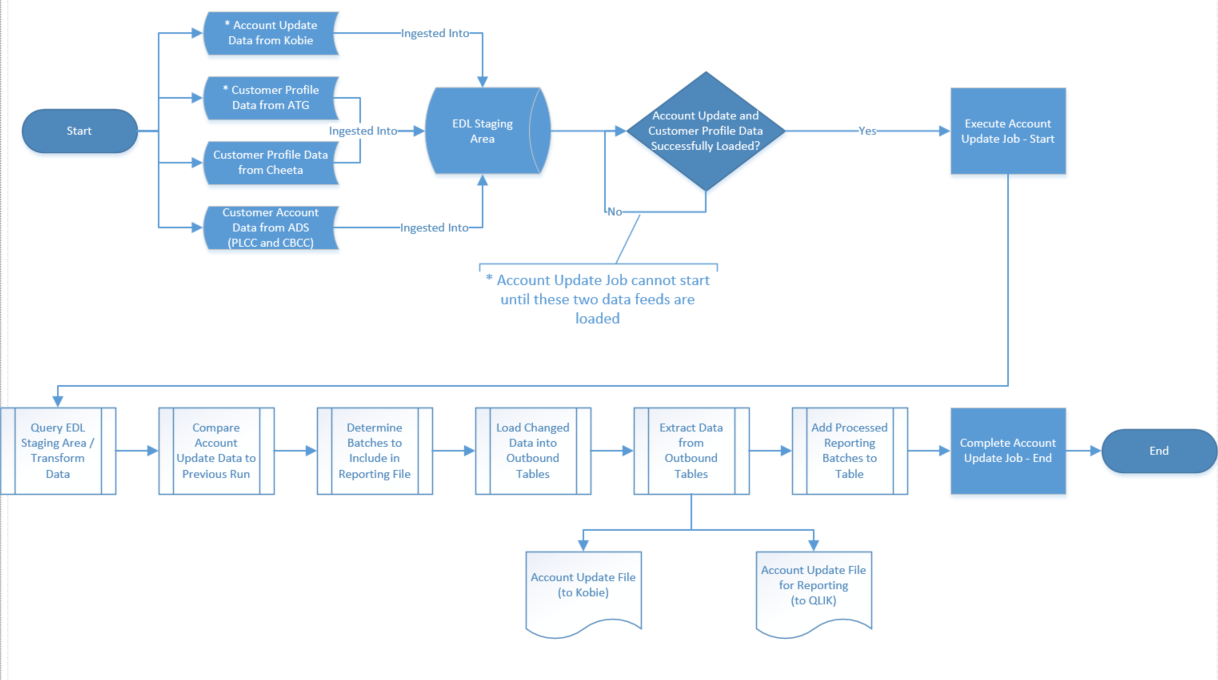 * Account Update
Data from Kobie
Ingested Into
* Customer Profile
Data from ATG
Start
Ingested Into
EDL Staging
Area
Account Update and
Customer Profile Data
Successfully Loaded?
Yes
Execute Account
Update Job - Start
Customer Profile Data
from Cheeta
Customer Account
Data from ADS
(PLCC and CBCC)
Ingested Into
No
* Account Update Job cannot start
until these two data feeds are
loaded
Query EDL
Staging Area /
Transform
Data
Compare
Account
Update Data to
Previous Run
Determine
Batches to
Include in
Reporting File
Load Changed
Data into
Outbound
Tables
Extract Data
from
Outbound
Tables
Add Processed
Reporting
Batches to
Table
Complete Account
Update Job - End
End
Account Update File
(to Kobie)
Account Update File
for Reporting
(to QLIK)